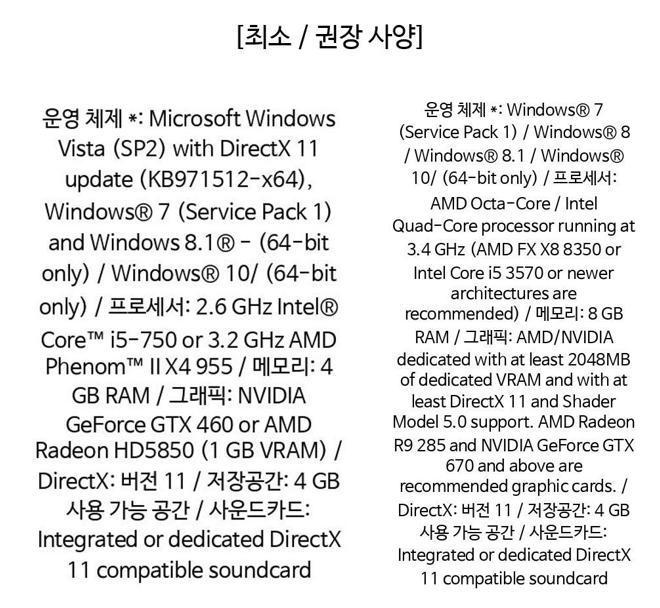 [최소 / 권장 사양]
운영 체제 *: Microsoft Windows
Vista (SP2) with DirectX 11
update (KB971512-x64),
Windows® 7 (Service Pack 1)
and Windows 8.1® - (64-bit
only) / Windows® 10/ (64-bit
only) / 프로세서: 2.6 GHz Intel®
Core™ i5-750 or 3.2 GHz AMD
Phenom™ II X4 955 / 메모리: 4
GB RAM / 그래픽: NVIDIA
GeForce GTX 460 or AMD
Radeon HD5850 (1 GB VRAM) /
DirectX: 버전 11 / 저장공간: 4 GB
사용 가능 공간 / 사운드카드:
Integrated or dedicated DirectX
11 compatible soundcard
운영 체제 *: Windows® 7
(Service Pack 1) / Windows® 8
/ Windows® 8.1 / Windows®
10/ (64-bit only) / 프로세서:
AMD Octa-Core / Intel
Quad-Core processor running at
3.4 GHz (AMD FX X8 8350 or
Intel Core i5 3570 or newer
architectures are
recommended) / 메모리: 8 GB
RAM / 그래픽: AMD/NVIDIA
dedicated with at least 2048MB
of dedicated VRAM and with at
least DirectX 11 and Shader
Model 5.0 support. AMD Radeon
R9 285 and NVIDIA GeForce GTX
670 and above are
recommended graphic cards. /
DirectX: 버전 11 / 저장공간: 4 GB
사용 가능 공간 / 사운드카드:
Integrated or dedicated DirectX
11 compatible soundcard